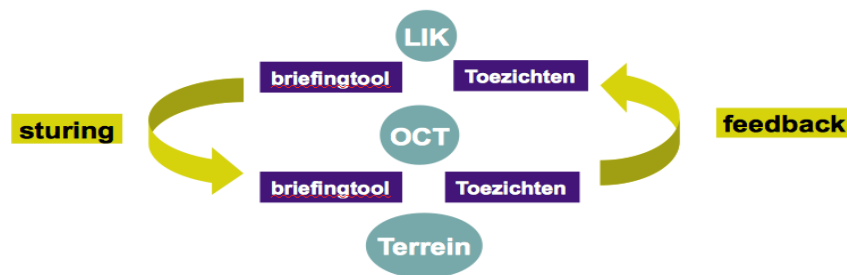 LIK
briefingtool
Toezichten
sturing
OCT
feedback
briefingtool
Toezichten
Terrein